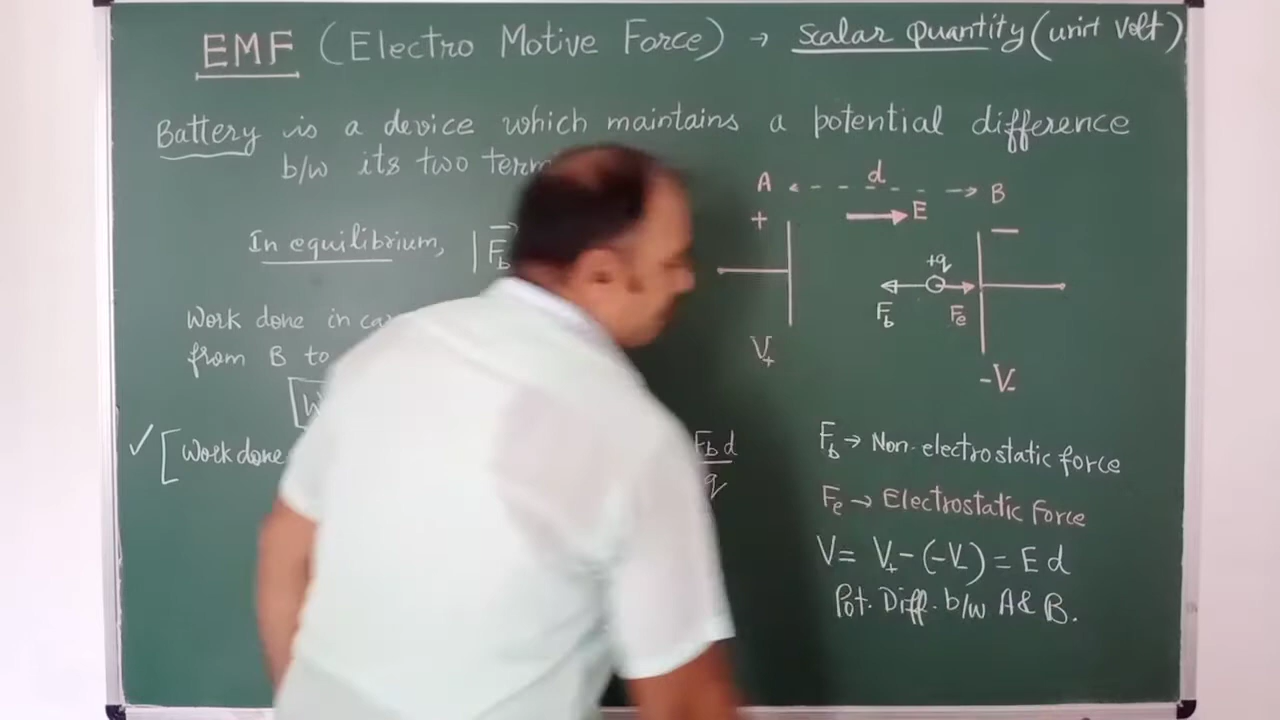 EMF (Electro Motive Force) → scalar quantity (unit volt)
Battery is a device which maintains a potential difference
b/w its two
A d B
+ E −
In equilibrium, |F⃗b
+q
Fb Fe
Work done in
from B to
V+
-V-
[W
✓ [Work done
Fb d
q
Fb → Non-electrostatic force
Fe → Electrostatic Force
V = V+ - (-V-) = E d
Pot. Diff. b/w A & B.